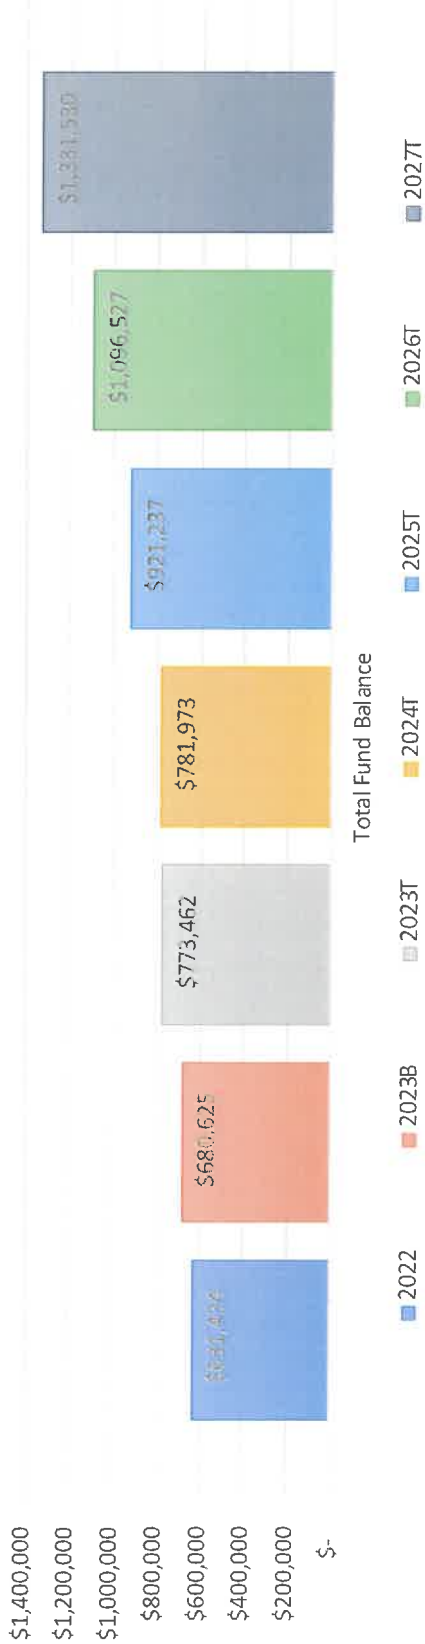 $1,400,000
$1,200,000
$1,000,000
$800,000
$600,000
$400,000
$200,000
$-
$680,625
$773,462
$781,973
$921,237
$1,096,527
Total Fund Balance
2022
2023B
2023T
2024T
2025T
2026T
2027T